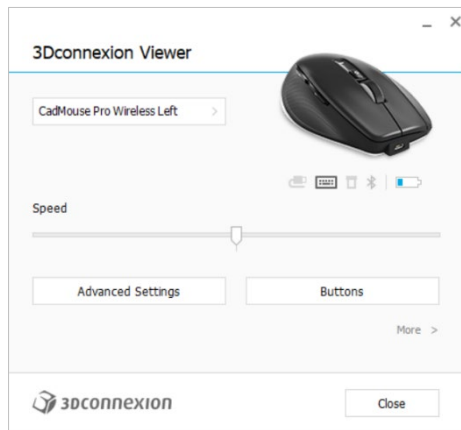 3Dconnexion Viewer
CadMouse Pro Wireless Left >
Speed
Advanced Settings
Buttons
More >
3Dconnexion
Close